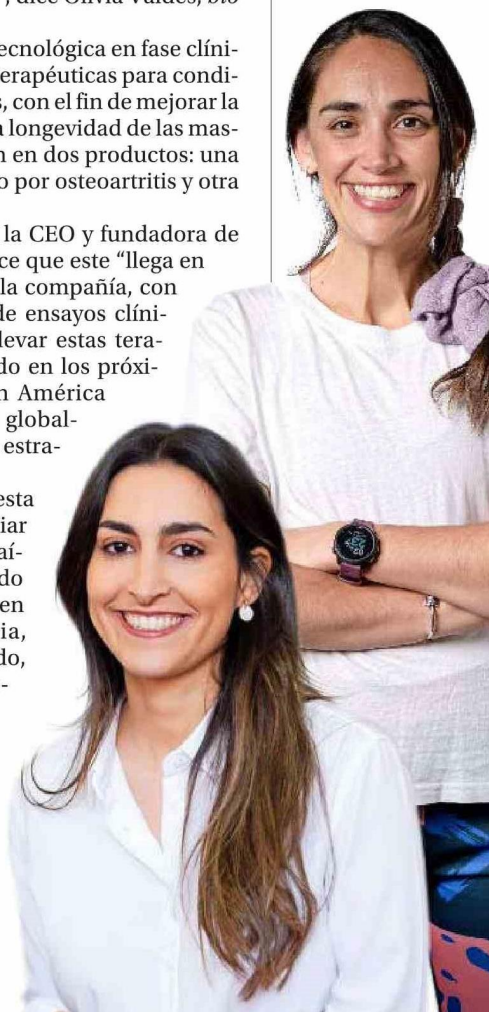 ", dice Olivia Valdés, bio
ecnológica en fase clíni-
erapéuticas para condi-
s, con el fin de mejorar la
a longevidad de las mas-
n en dos productos: una
o por osteoartritis y otra
la CEO y fundadora de
ce que este “llega en
la compañía, con
de ensayos clíni-
levar estas tera-
do en los próxi-
n América
global-
estra-
esta
iar
aí-
do
en
ia,
do,
-